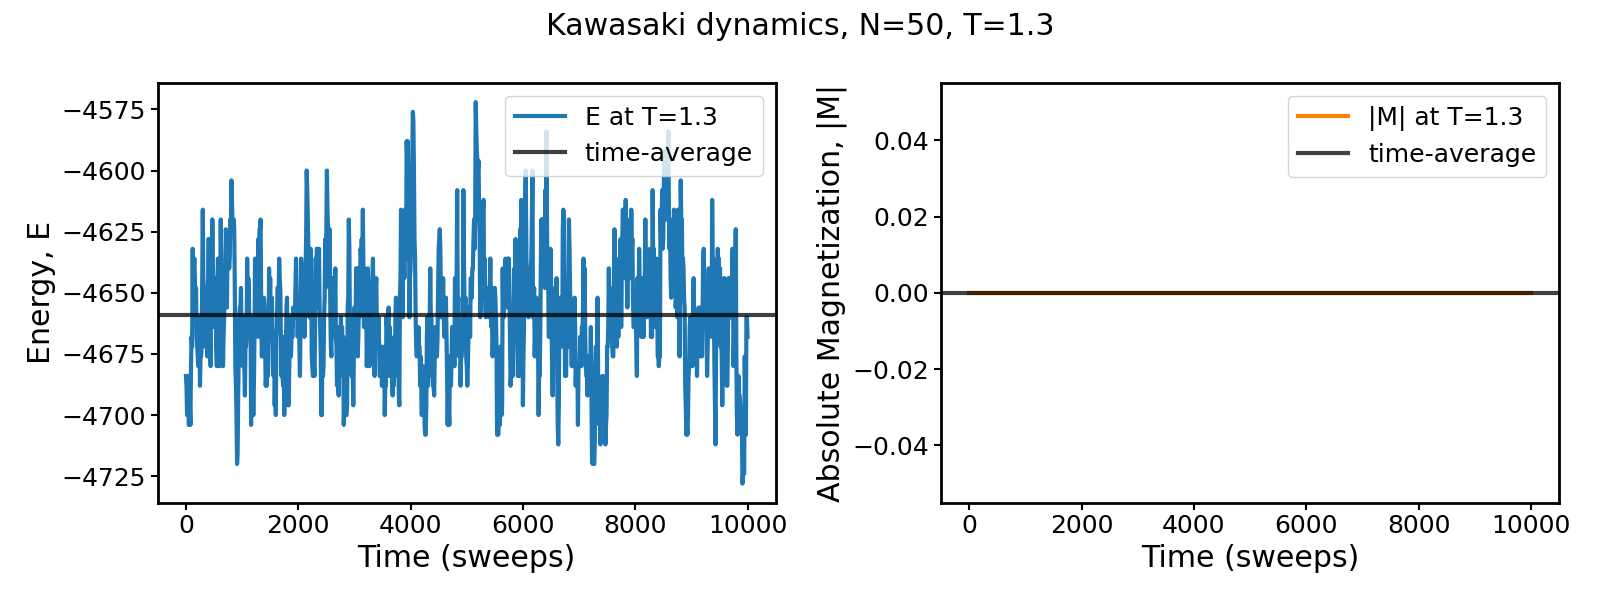 Kawasaki dynamics, N=50, T=1.3
Energy, E
−4575
−4600
−4625
−4650
−4675
−4700
−4725
E at T=1.3
time-average
0
2000
4000
6000
8000
10000
Time (sweeps)
Absolute Magnetization, |M|
0.04
0.02
0.00
−0.02
−0.04
|M| at T=1.3
time-average
0
2000
4000
6000
8000
10000
Time (sweeps)